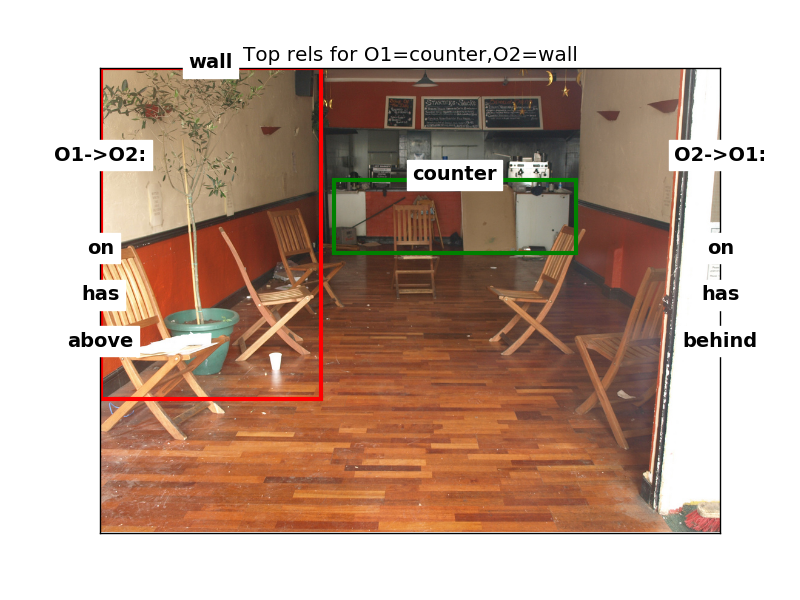 Top rels for O1=counter,O2=wall
wall
O1->O2:
O2->O1:
counter
on
on
has
has
above
behind